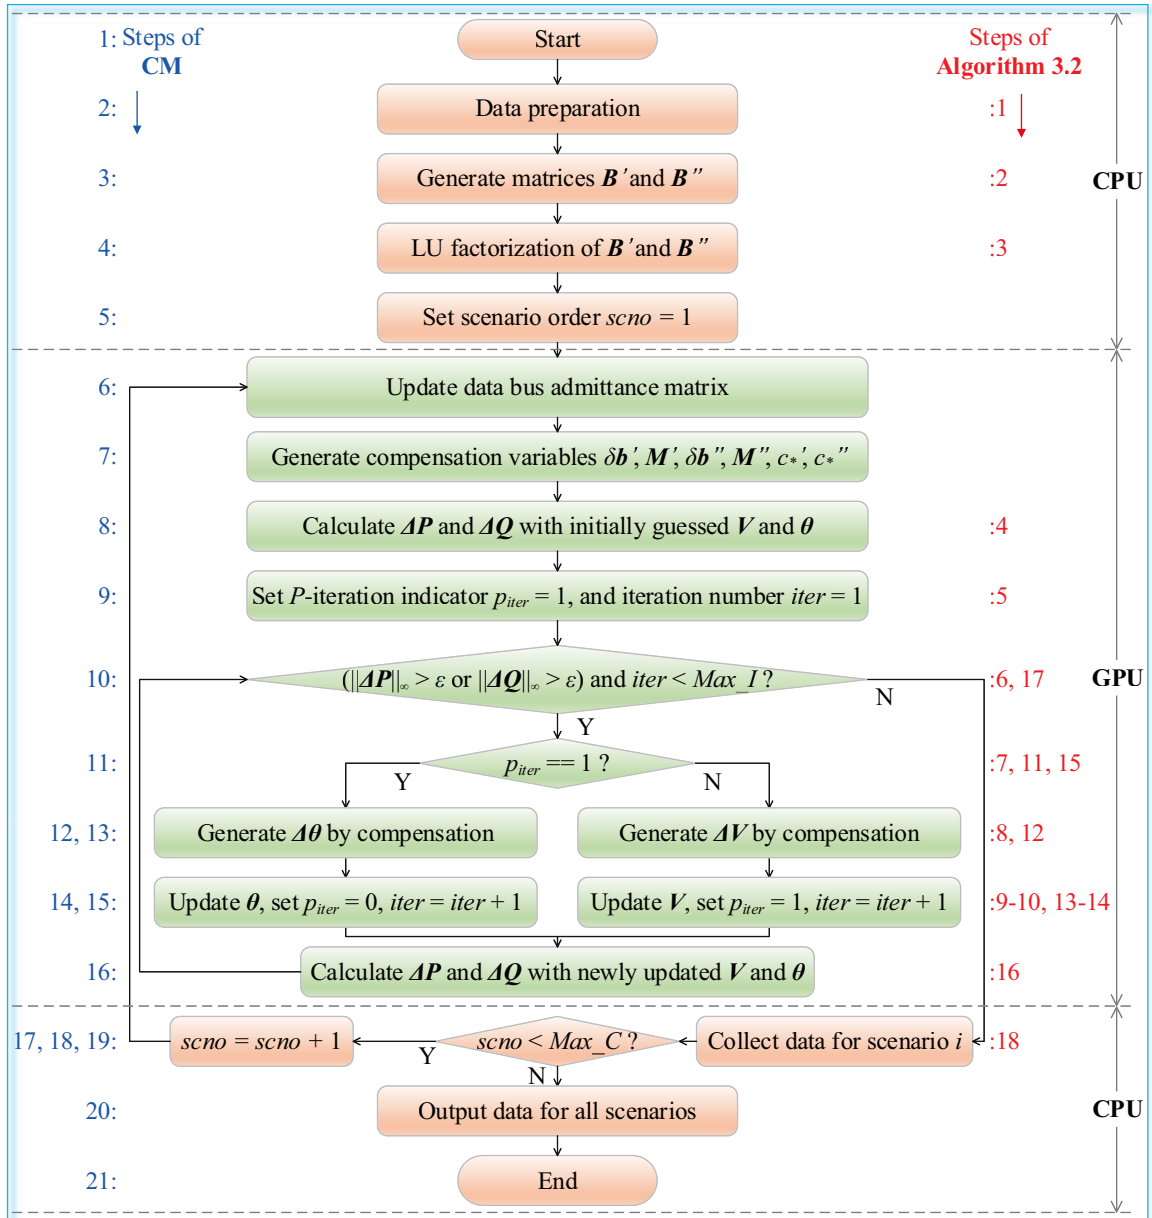 1: Steps of CM
Start
Steps of Algorithm 3.2
2:
Data preparation
:1
3:
Generate matrices B′ and B″
:2
CPU
4:
LU factorization of B′ and B″
:3
5:
Set scenario order scno = 1
6:
Update data bus admittance matrix
7:
Generate compensation variables δb′, M′, δb″, M″, c*′, c*″
8:
Calculate ΔP and ΔQ with initially guessed V and θ
:4
9:
Set P-iteration indicator p_iter = 1, and iteration number iter = 1
:5
10:
(||ΔP||∞ > ε or ||ΔQ||∞ > ε) and iter < Max_I ?
N
:6, 17
GPU
Y
11:
p_iter == 1 ?
:7, 11, 15
Y
N
12, 13:
Generate Δθ by compensation
Generate ΔV by compensation
:8, 12
14, 15:
Update θ, set p_iter = 0, iter = iter + 1
Update V, set p_iter = 1, iter = iter + 1
:9-10, 13-14
16:
Calculate ΔP and ΔQ with newly updated V and θ
:16
17, 18, 19:
scno = scno + 1
Y
scno < Max_C ?
Collect data for scenario i
:18
N
20:
Output data for all scenarios
CPU
21:
End